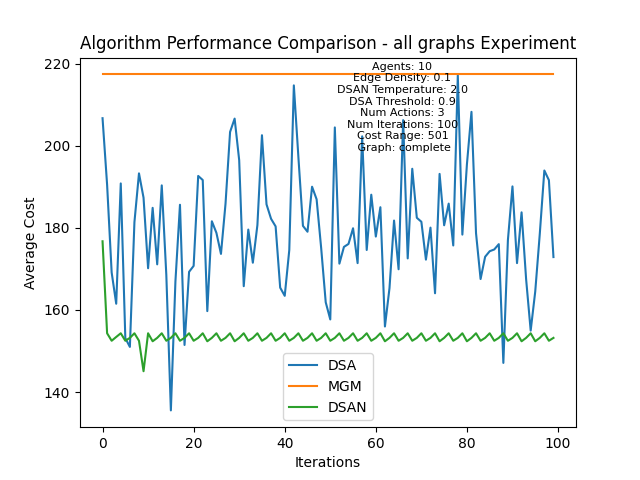 Algorithm Performance Comparison - all graphs Experiment
Agents: 10
Edge Density: 0.1
DSAN Temperature: 2.0
DSA Threshold: 0.9
Num Actions: 3
Num Iterations: 100
Cost Range: 501
Graph: complete
220
200
180
160
140
Average Cost
DSA
MGM
DSAN
0
20
40
60
80
100
Iterations